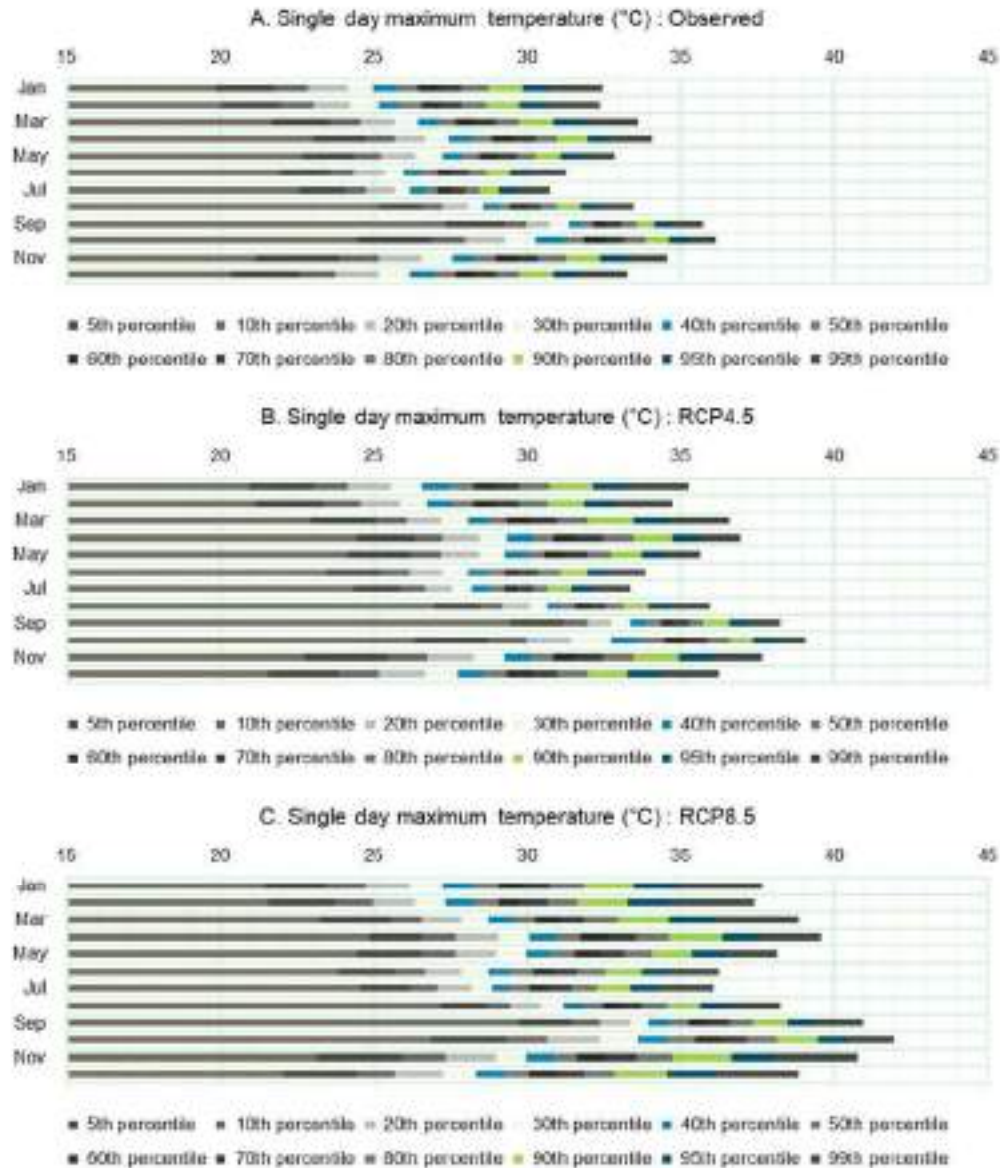 A. Single day maximum temperature (°C) : Observed
15 20 25 30 35 40 45
Jan
Mar
May
Jul
Sep
Nov
5th percentile 10th percentile 20th percentile 30th percentile 40th percentile 50th percentile
60th percentile 70th percentile 80th percentile 90th percentile 95th percentile 99th percentile
B. Single day maximum temperature (°C) : RCP4.5
15 20 25 30 35 40 45
Jan
Mar
May
Jul
Sep
Nov
5th percentile 10th percentile 20th percentile 30th percentile 40th percentile 50th percentile
60th percentile 70th percentile 80th percentile 90th percentile 95th percentile 99th percentile
C. Single day maximum temperature (°C) : RCP8.5
15 20 25 30 35 40 45
Jan
Mar
May
Jul
Sep
Nov
5th percentile 10th percentile 20th percentile 30th percentile 40th percentile 50th percentile
60th percentile 70th percentile 80th percentile 90th percentile 95th percentile 99th percentile